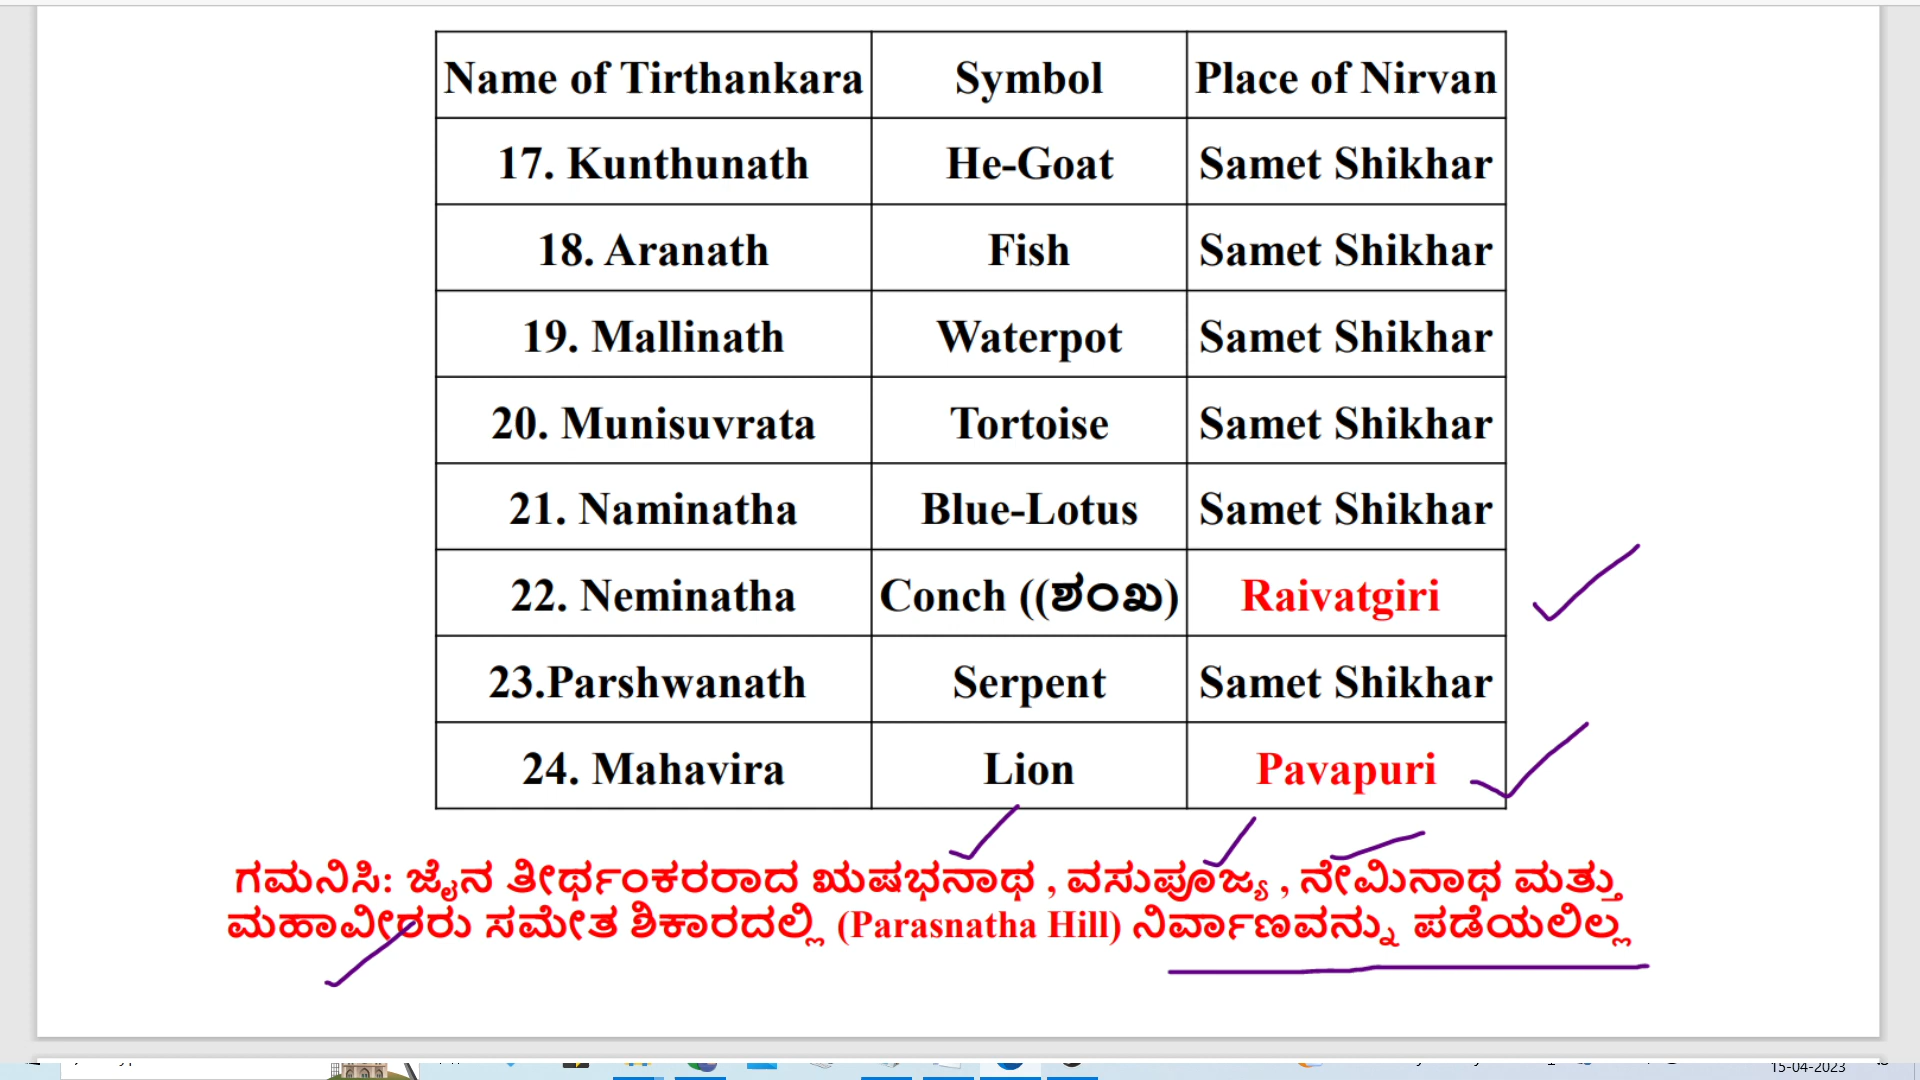 Name of Tirthankara Symbol Place of Nirvan
17. Kunthunath He-Goat Samet Shikhar
18. Aranath Fish Samet Shikhar
19. Mallinath Waterpot Samet Shikhar
20. Munisuvrata Tortoise Samet Shikhar
21. Naminatha Blue-Lotus Samet Shikhar
22. Neminatha Conch ((ಶಂಖ) Raivatgiri
23.Parshwanath Serpent Samet Shikhar
24. Mahavira Lion Pavapuri
ಗಮನಿಸಿ: ಜೈನ ತೀರ್ಥಂಕರರಾದ ಋಷಭನಾಥ , ವಸುಪೂಜ್ಯ , ನೇಮಿನಾಥ ಮತ್ತು
ಮಹಾವೀರರು ಸಮೇತ ಶಿಕಾರದಲ್ಲಿ (Parasnatha Hill) ನಿರ್ವಾಣವನ್ನು ಪಡೆಯಲಿಲ್ಲ
15-04-2023